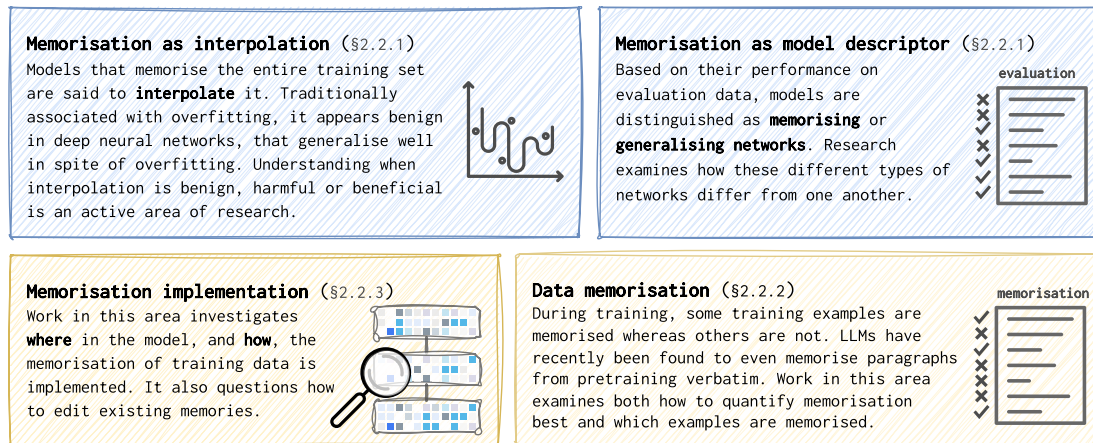 Memorisation as interpolation (§2.2.1)
Models that memorise the entire training set
are said to interpolate it. Traditionally
associated with overfitting, it appears benign
in deep neural networks, that generalise well
in spite of overfitting. Understanding when
interpolation is benign, harmful or beneficial
is an active area of research.
Memorisation as model descriptor (§2.2.1)
Based on their performance on
evaluation data, models are
distinguished as memorising or
generalising networks. Research
examines how these different types of
networks differ from one another.
evaluation
Memorisation implementation (§2.2.3)
Work in this area investigates
where in the model, and how, the
memorisation of training data is
implemented. It also questions how
to edit existing memories.
Data memorisation (§2.2.2)
During training, some training examples are
memorised whereas others are not. LLMs have
recently been found to even memorise paragraphs
from pretraining verbatim. Work in this area
examines both how to quantify memorisation
best and which examples are memorised.
memorisation